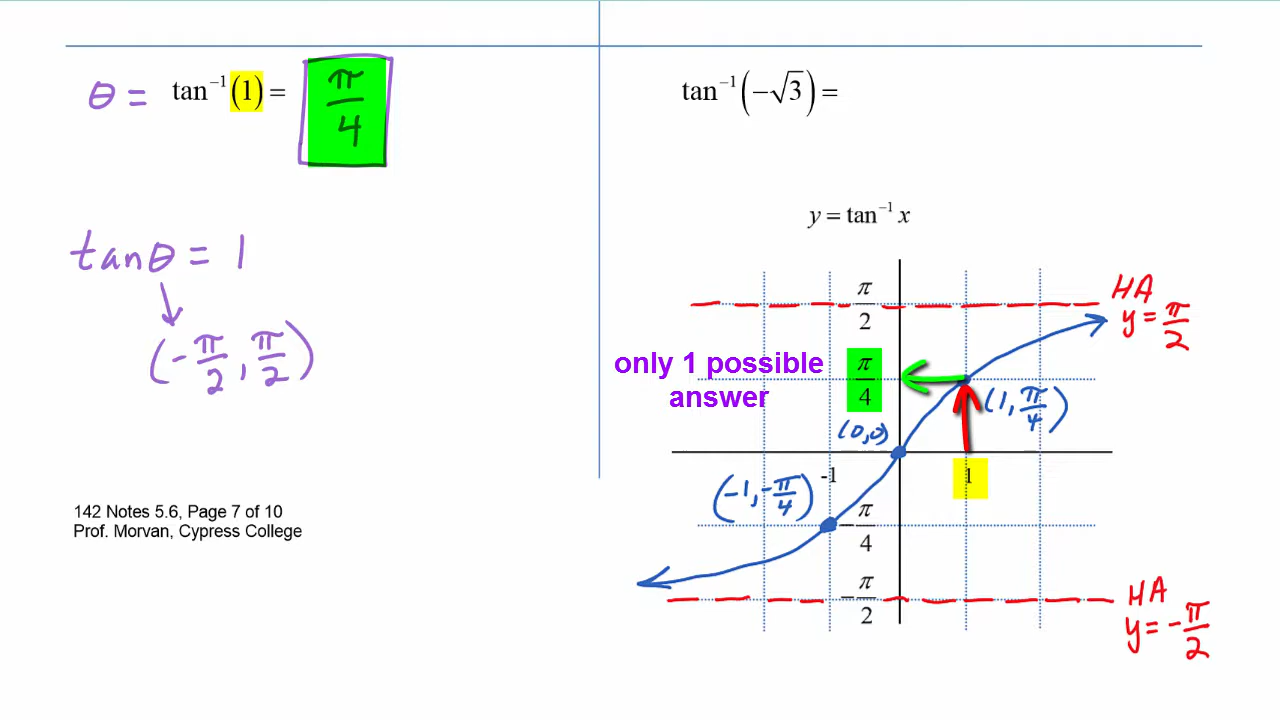 θ = tan⁻¹(1) = π/4
tanθ = 1
(-π/2, π/2)
142 Notes 5.6, Page 7 of 10
Prof. Morvan, Cypress College
tan⁻¹(−√3) =
y = tan⁻¹ x
HA
y = π/2
π/2
only 1 possible
answer
π/4
(1, π/4)
(0,0)
-1
1
(-1, -π/4)
−π/4
−π/2
HA
y = -π/2